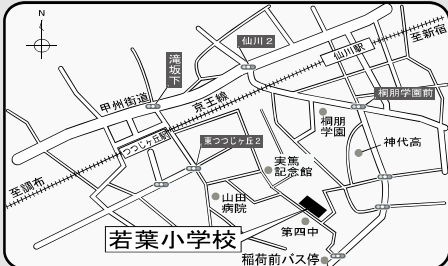 N
仙川2
至新宿
仙川駅
滝坂下
甲州街道
京王線
桐朋学園前
桐朋
学園
つつじヶ丘駅
東つつじヶ丘2
神代高
実篤
記念館
至調布
山田
病院
第四中
若葉小学校
稲荷前バス停